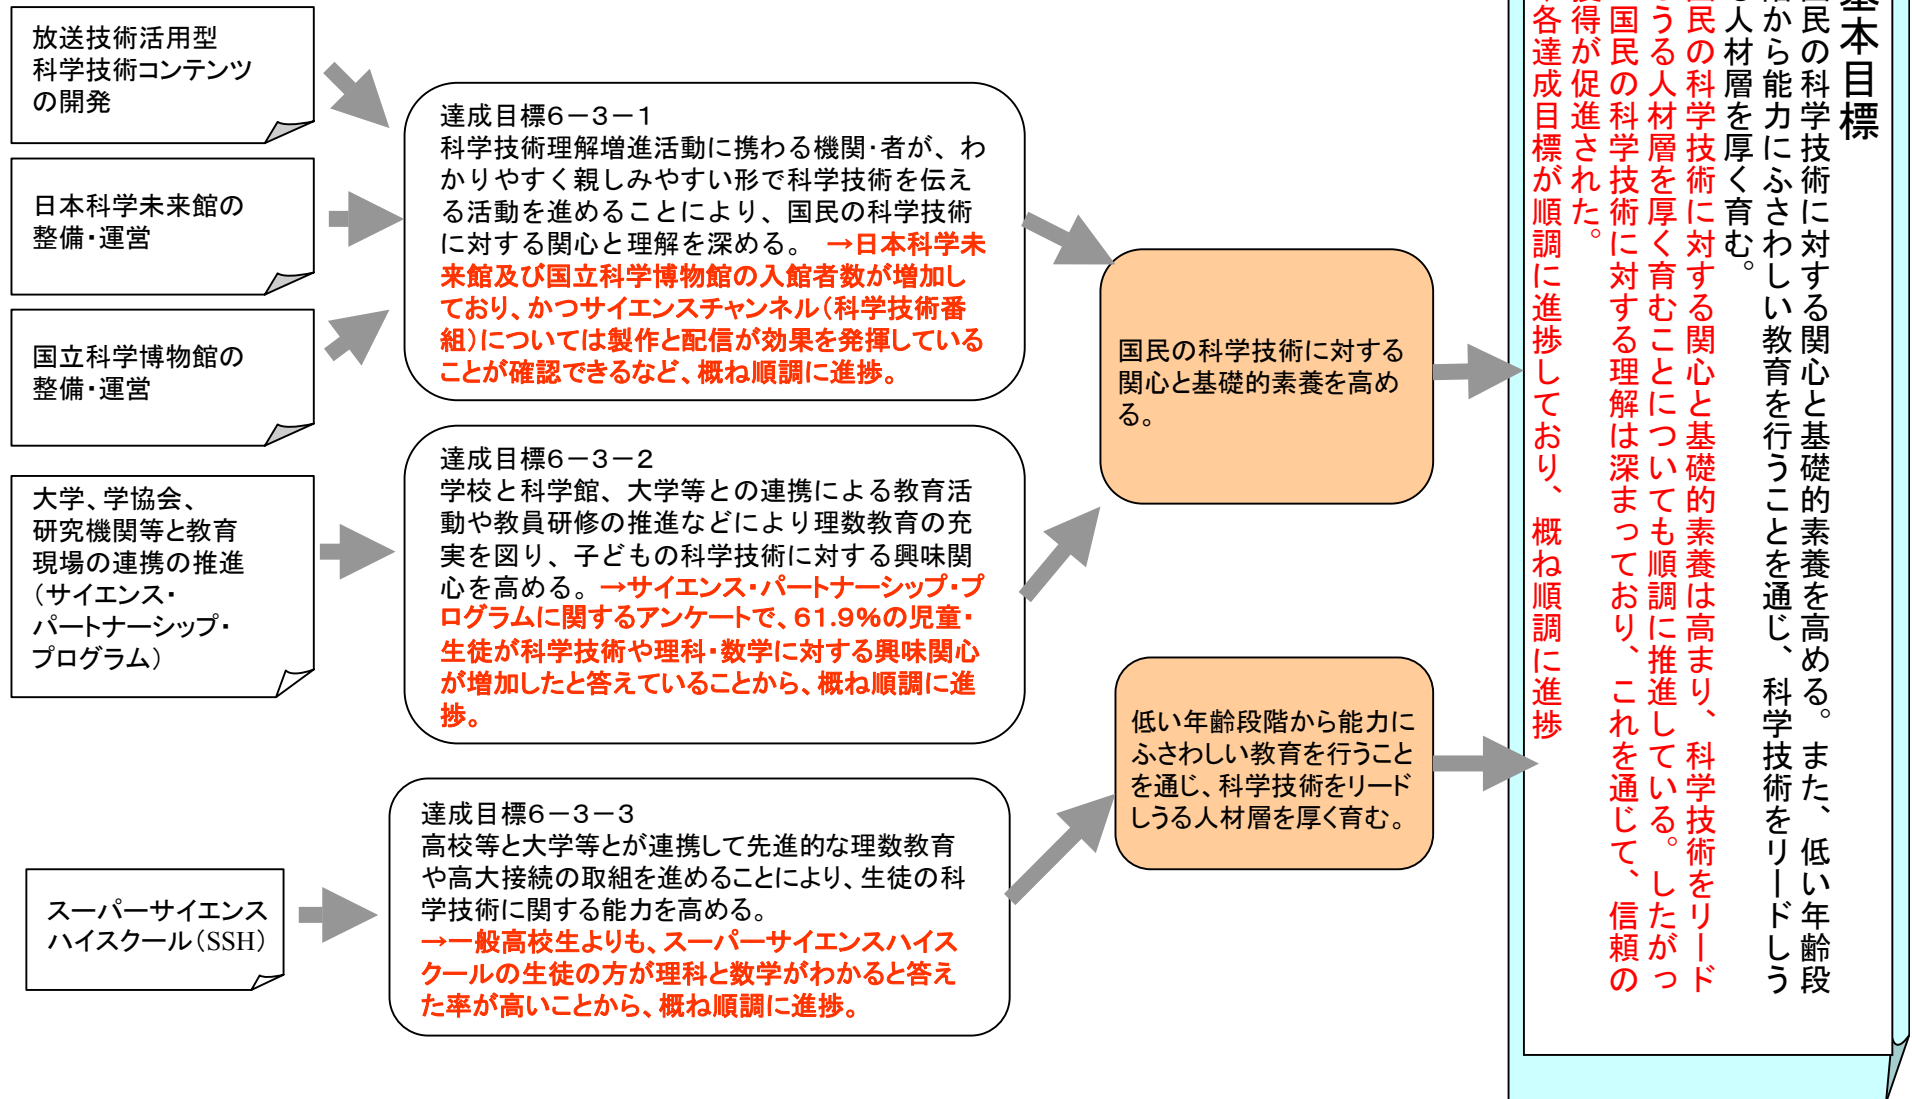 放送技術活用型
科学技術コンテンツ
の開発
日本科学未来館の
整備・運営
国立科学博物館の
整備・運営
大学、学協会、
研究機関等と教育
現場の連携の推進
(サイエンス・
パートナーシップ・
プログラム)
スーパーサイエンス
ハイスクール(SSH)
達成目標6-3-1
科学技術理解増進活動に携わる機関・者が、わ
かりやすく親しみやすい形で科学技術を伝え
る活動を進めることにより、国民の科学技術
に対する関心と理解を深める。 →日本科学未
来館及び国立科学博物館の入館者数が増加し
ており、かつサイエンスチャンネル(科学技術番
組)については製作と配信が効果を発揮している
ことが確認できるなど、概ね順調に進捗。
達成目標6-3-2
学校と科学館、大学等との連携による教育活
動や教員研修の推進などにより理数教育の充
実を図り、子どもの科学技術に対する興味関
心を高める。→サイエンス・パートナーシップ・プ
ログラムに関するアンケートで、61.9%の児童・
生徒が科学技術や理科・数学に対する興味関心
が増加したと答えていることから、概ね順調に進
捗。
達成目標6-3-3
高校等と大学等とが連携して先進的な理数教育
や高大接続の取組を進めることにより、生徒の科
学技術に関する能力を高める。
→一般高校生よりも、スーパーサイエンスハイス
クールの生徒の方が理科と数学がわかると答え
た率が高いことから、概ね順調に進捗。
国民の科学技術に対する
関心と基礎的素養を高め
る。
低い年齢段階から能力に
ふさわしい教育を行うこと
を通じ、科学技術をリード
しうる人材層を厚く育む。
基本目標
国民の科学技術に対する関心と基礎的素養を高める。また、低い年齢段
階から能力にふさわしい教育を行うことを通じ、科学技術をリードしう
る人材層を厚く育む。
国民の科学技術に対する関心と基礎的素養は高まり、科学技術をリード
しうる人材層を厚く育むことについても順調に推進している。したがっ
国民の科学技術に対する理解は深まっており、これを通じて、信頼の
獲得が促進された。
各達成目標が順調に進捗しており、概ね順調に進捗